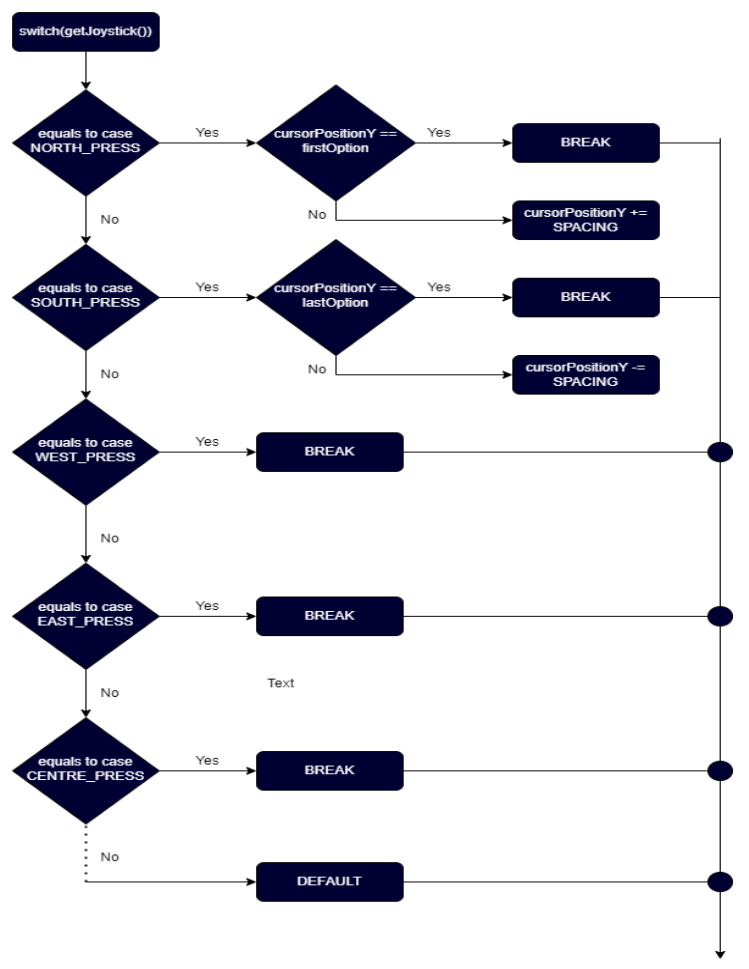 switch(getJoystick())
equals to case
NORTH_PRESS
Yes
cursorPositionY ==
firstOption
Yes
BREAK
No
No
cursorPositionY +=
SPACING
equals to case
SOUTH_PRESS
Yes
cursorPositionY ==
lastOption
Yes
BREAK
No
No
cursorPositionY -=
SPACING
equals to case
WEST_PRESS
Yes
BREAK
No
equals to case
EAST_PRESS
Yes
BREAK
Text
No
equals to case
CENTRE_PRESS
Yes
BREAK
No
DEFAULT